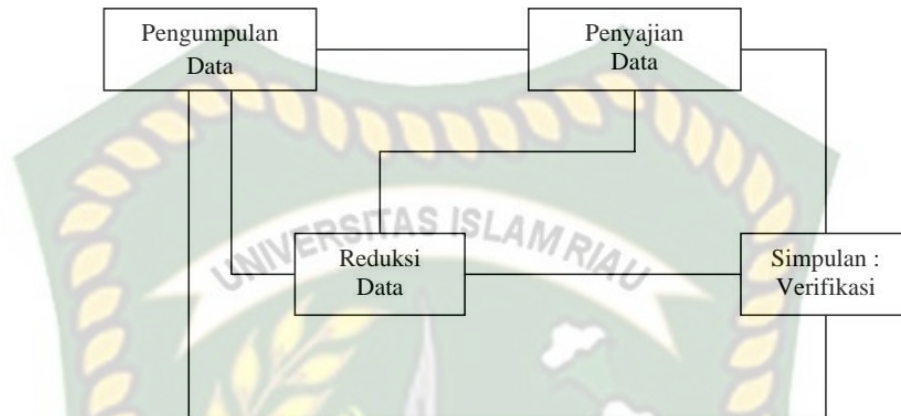 Pengumpulan
Data
Penyajian
Data
UNIVERSITAS ISLAM RIAU
Reduksi
Data
Simpulan :
Verifikasi